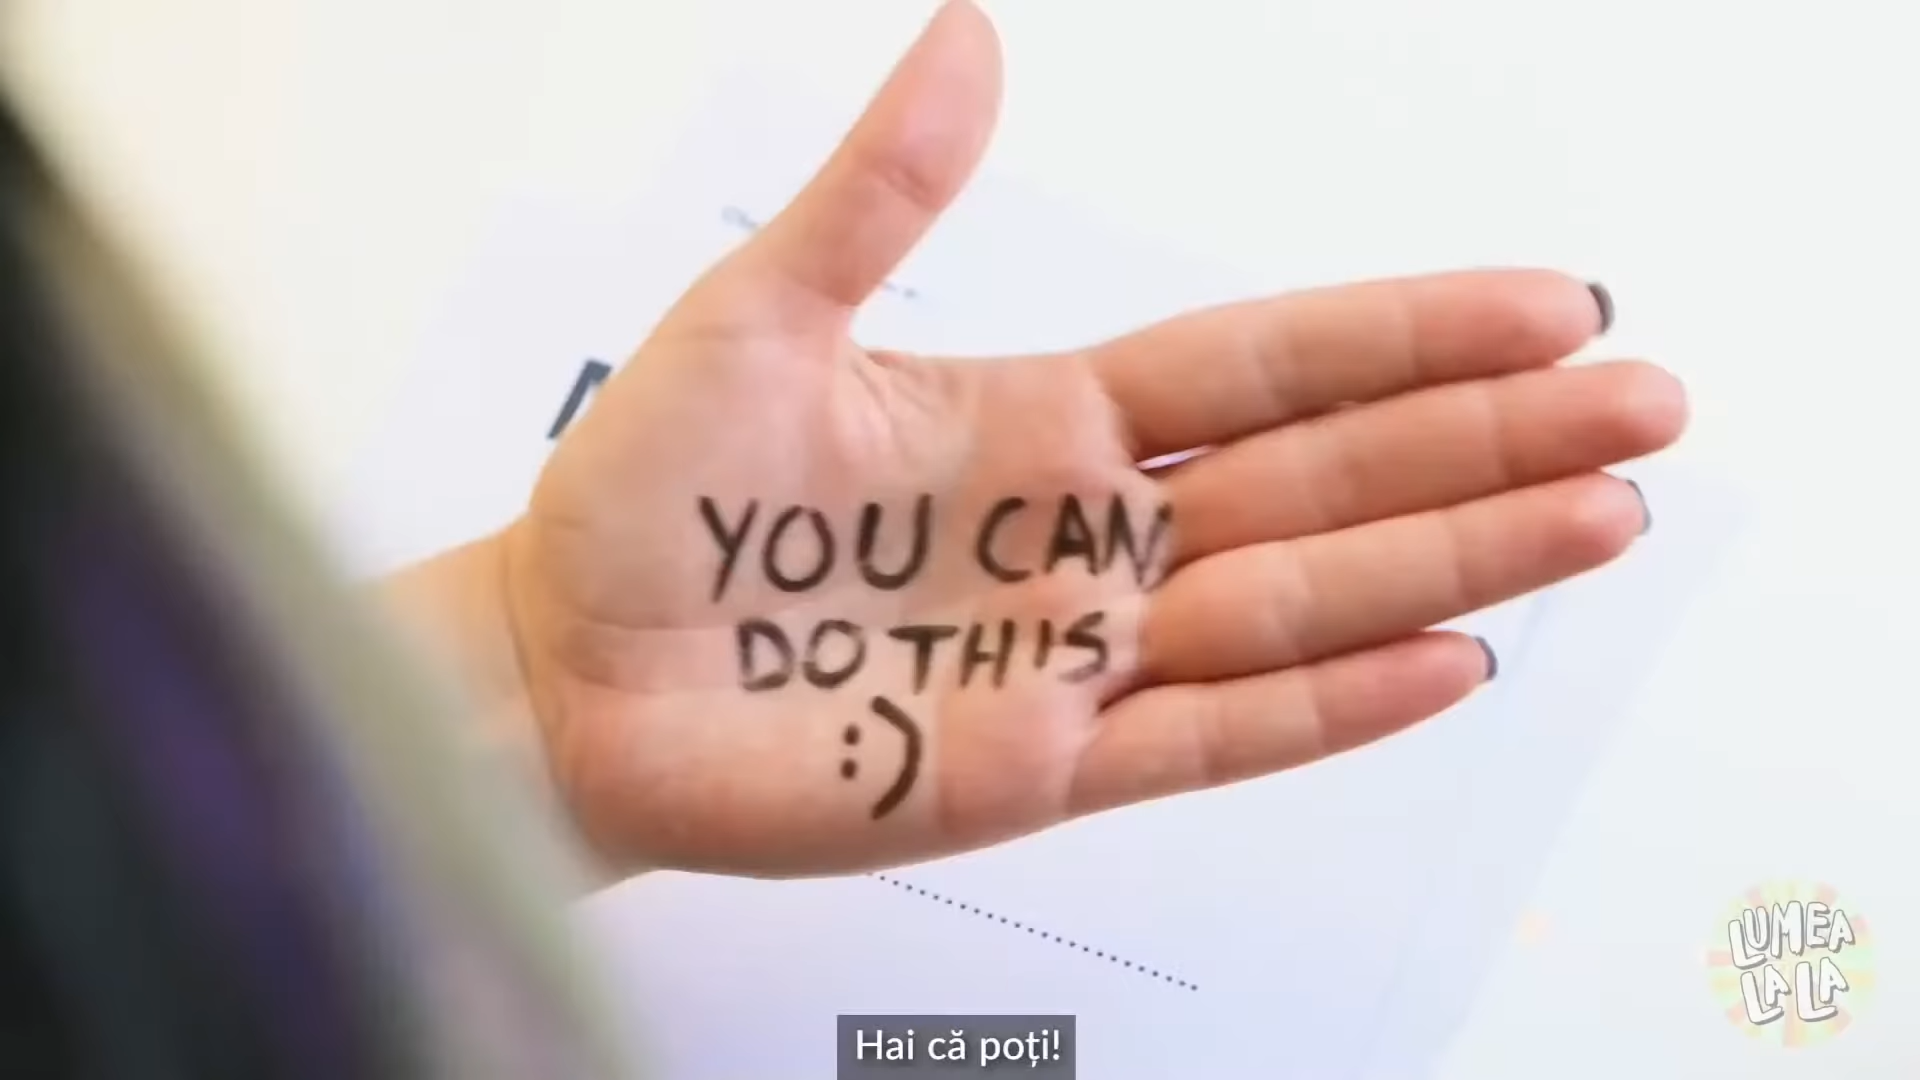 YOU CAN
DO THIS
:)
LUMEA
LA LA
Hai că poți!